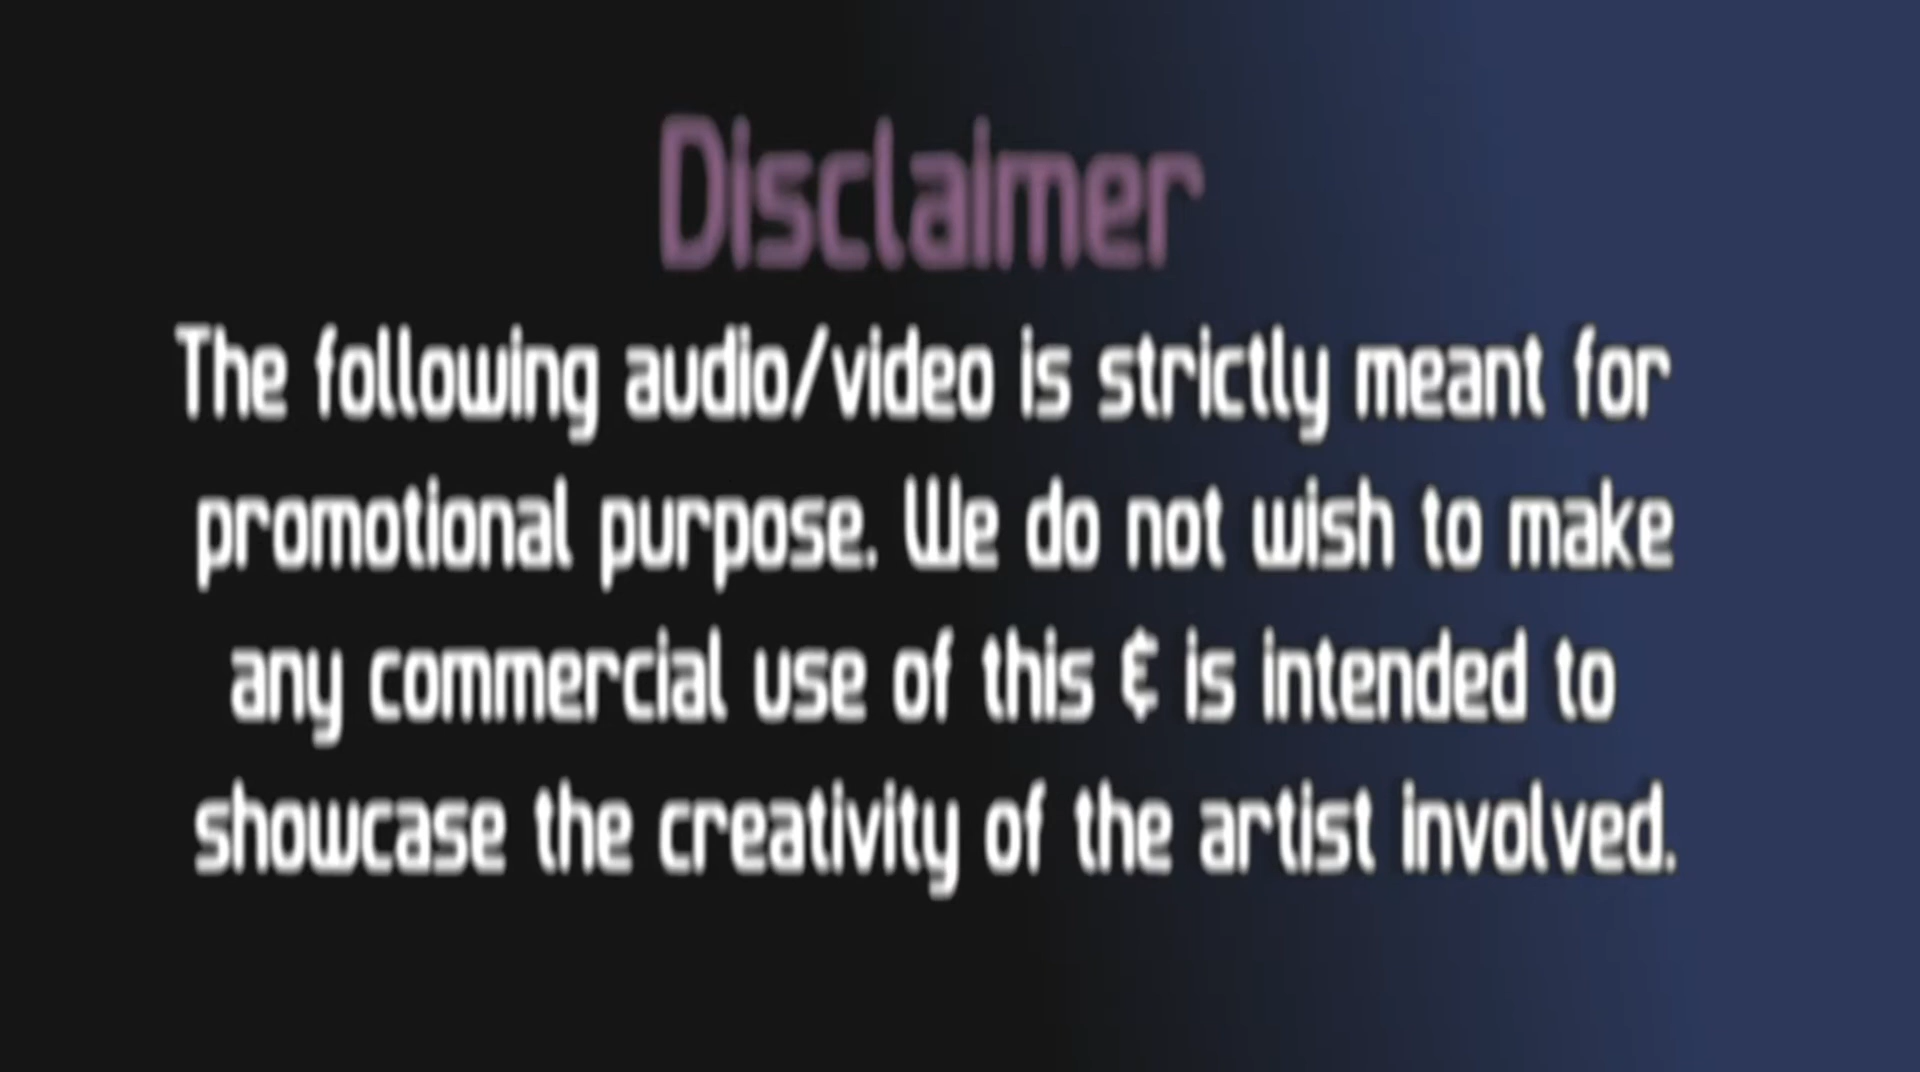 Disclaimer
The following audio/video is strictly meant for
promotional purpose. We do not wish to make
any commercial use of this & is intended to
showcase the creativity of the artist involved.